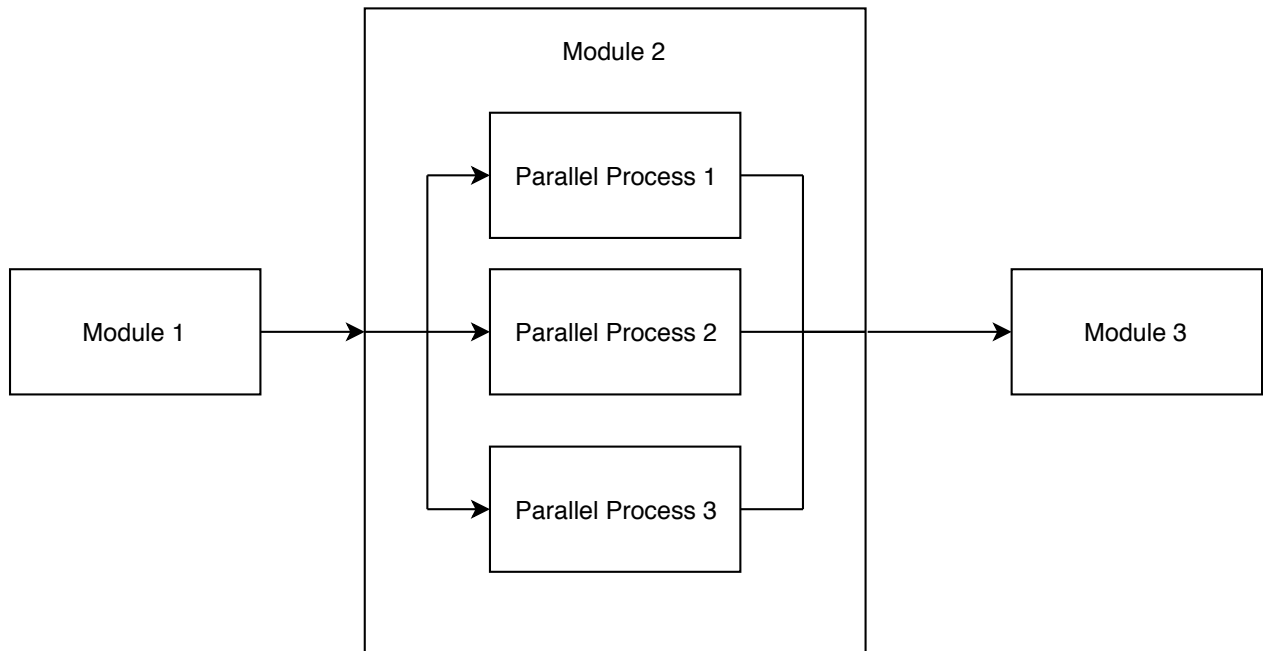 Module 2
Parallel Process 1
Module 1
Parallel Process 2
Module 3
Parallel Process 3